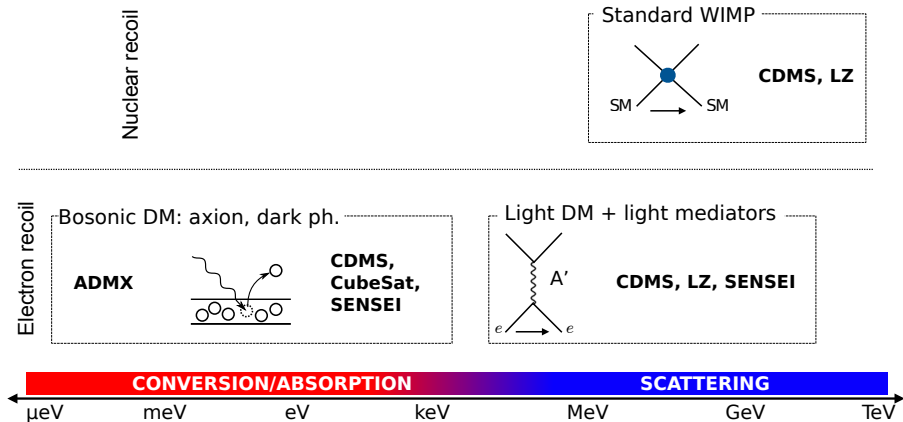 Nuclear recoil
Standard WIMP
CDMS, LZ
SM SM
Electron recoil
Bosonic DM: axion, dark ph.
ADMX
CDMS,
CubeSat,
SENSEI
Light DM + light mediators
A’
CDMS, LZ, SENSEI
e e
CONVERSION/ABSORPTION SCATTERING
μeV meV eV keV MeV GeV TeV